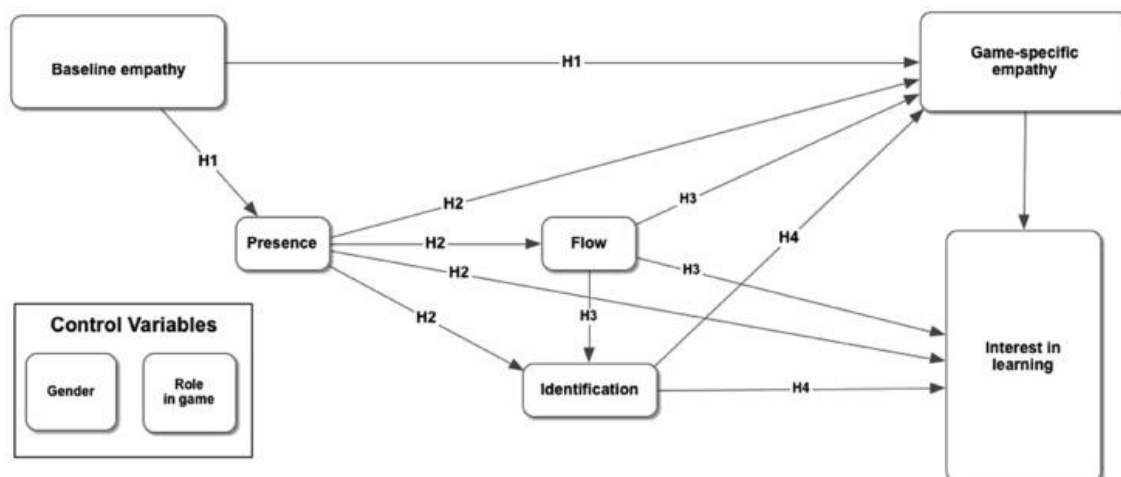 Baseline empathy
H1
Game-specific
empathy
H1
H2
H3
H4
Presence
H2
Flow
H2
H3
H2
H3
Control Variables
Gender
Role
in game
Identification
H4
Interest in
learning